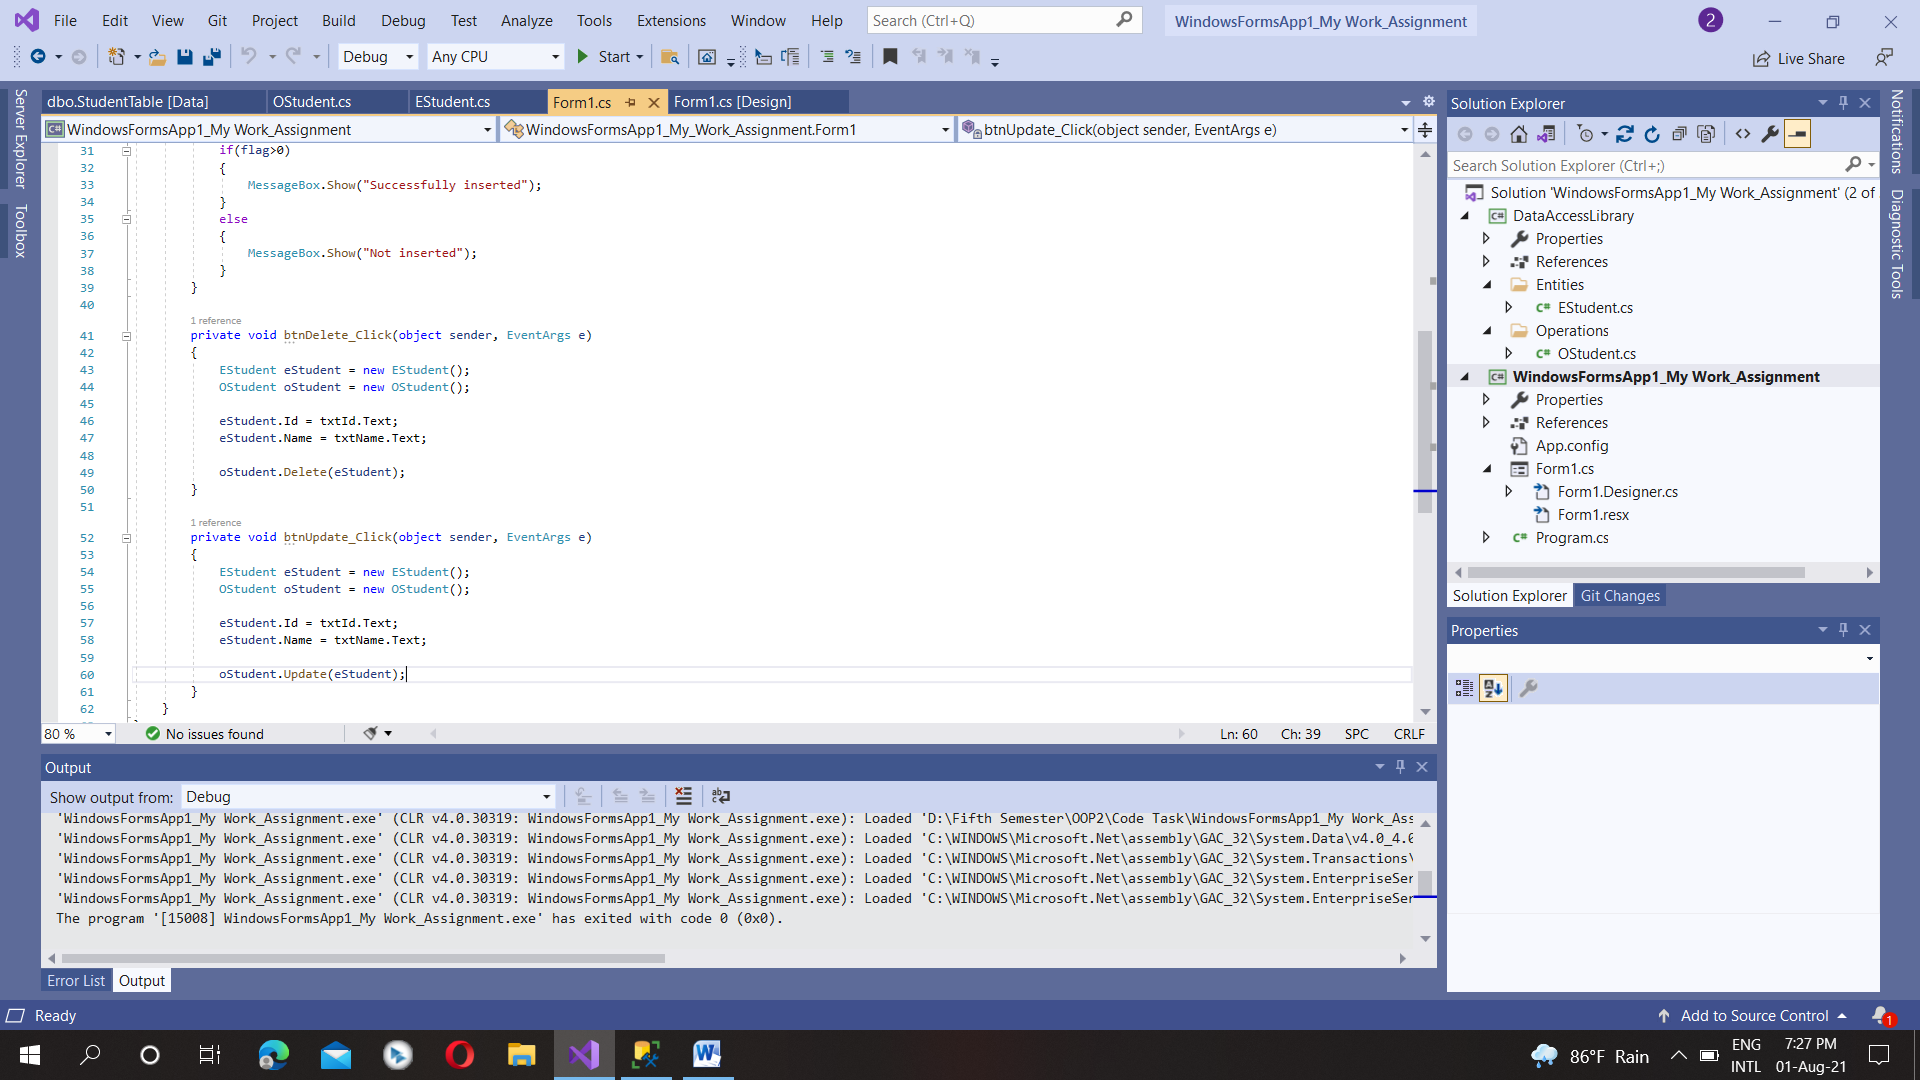 File Edit View Git Project Build Debug Test Analyze Tools Extensions Window Help Search (Ctrl+Q) WindowsFormsApp1_My Work_Assignment 2
Debug Any CPU Start Live Share
Server Explorer
Toolbox
dbo.StudentTable [Data] OStudent.cs EStudent.cs Form1.cs Form1.cs [Design]
WindowsFormsApp1_My Work_Assignment WindowsFormsApp1_My_Work_Assignment.Form1 btnUpdate_Click(object sender, EventArgs e)
31 if(flag>0)
32 {
33 MessageBox.Show("Successfully inserted");
34 }
35 else
36 {
37 MessageBox.Show("Not inserted");
38 }
39 }
40
1 reference
41 private void btnDelete_Click(object sender, EventArgs e)
42 {
43 EStudent eStudent = new EStudent();
44 OStudent oStudent = new OStudent();
45
46 eStudent.Id = txtId.Text;
47 eStudent.Name = txtName.Text;
48
49 oStudent.Delete(eStudent);
50 }
51
1 reference
52 private void btnUpdate_Click(object sender, EventArgs e)
53 {
54 EStudent eStudent = new EStudent();
55 OStudent oStudent = new OStudent();
56
57 eStudent.Id = txtId.Text;
58 eStudent.Name = txtName.Text;
59
60 oStudent.Update(eStudent);
61 }
62 }
80 % No issues found Ln: 60 Ch: 39 SPC CRLF
Output
Show output from: Debug
'WindowsFormsApp1_My Work_Assignment.exe' (CLR v4.0.30319: WindowsFormsApp1_My Work_Assignment.exe): Loaded 'D:\Fifth Semester\OOP2\Code Task\WindowsFormsApp1_My Work_Ass
'WindowsFormsApp1_My Work_Assignment.exe' (CLR v4.0.30319: WindowsFormsApp1_My Work_Assignment.exe): Loaded 'C:\WINDOWS\Microsoft.Net\assembly\GAC_32\System.Data\v4.0_4.0
'WindowsFormsApp1_My Work_Assignment.exe' (CLR v4.0.30319: WindowsFormsApp1_My Work_Assignment.exe): Loaded 'C:\WINDOWS\Microsoft.Net\assembly\GAC_32\System.Transactions\
'WindowsFormsApp1_My Work_Assignment.exe' (CLR v4.0.30319: WindowsFormsApp1_My Work_Assignment.exe): Loaded 'C:\WINDOWS\Microsoft.Net\assembly\GAC_32\System.EnterpriseSer
'WindowsFormsApp1_My Work_Assignment.exe' (CLR v4.0.30319: WindowsFormsApp1_My Work_Assignment.exe): Loaded 'C:\WINDOWS\Microsoft.Net\assembly\GAC_32\System.EnterpriseSer
The program '[15008] WindowsFormsApp1_My Work_Assignment.exe' has exited with code 0 (0x0).
Error List Output
Solution Explorer
Search Solution Explorer (Ctrl+;)
Solution 'WindowsFormsApp1_My Work_Assignment' (2 of
DataAccessLibrary
Properties
References
Entities
EStudent.cs
Operations
OStudent.cs
WindowsFormsApp1_My Work_Assignment
Properties
References
App.config
Form1.cs
Form1.Designer.cs
Form1.resx
Program.cs
Solution Explorer Git Changes
Properties
Notifications
Diagnostic Tools
Ready Add to Source Control 1
86°F Rain ENG INTL 7:27 PM 01-Aug-21